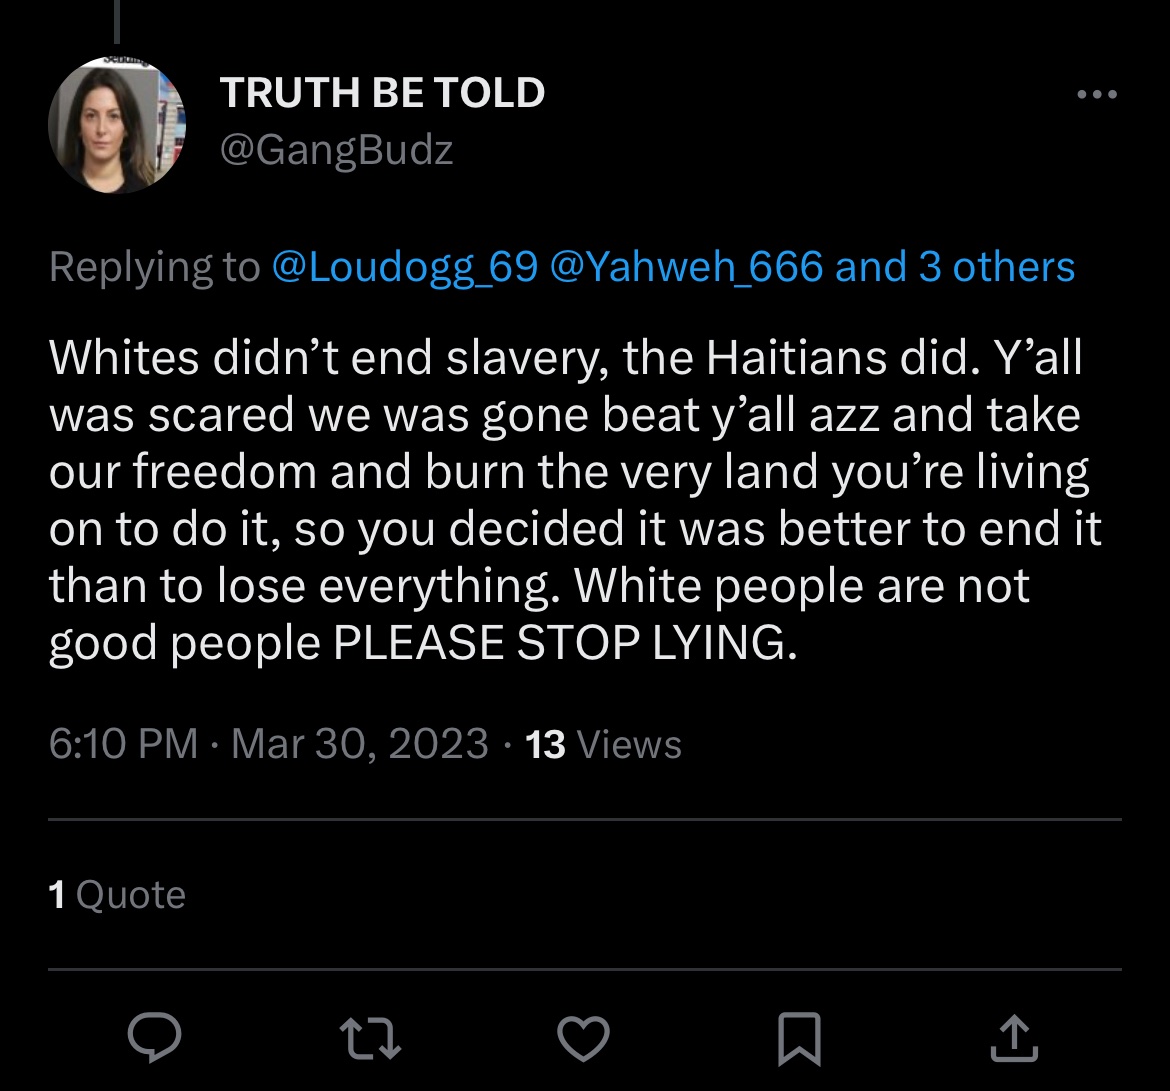 TRUTH BE TOLD
@GangBudz
Replying to @Loudogg_69 @Yahweh_666 and 3 others
Whites didn’t end slavery, the Haitians did. Y’all
was scared we was gone beat y’all azz and take
our freedom and burn the very land you’re living
on to do it, so you decided it was better to end it
than to lose everything. White people are not
good people PLEASE STOP LYING.
6:10 PM · Mar 30, 2023 · 13 Views
1 Quote